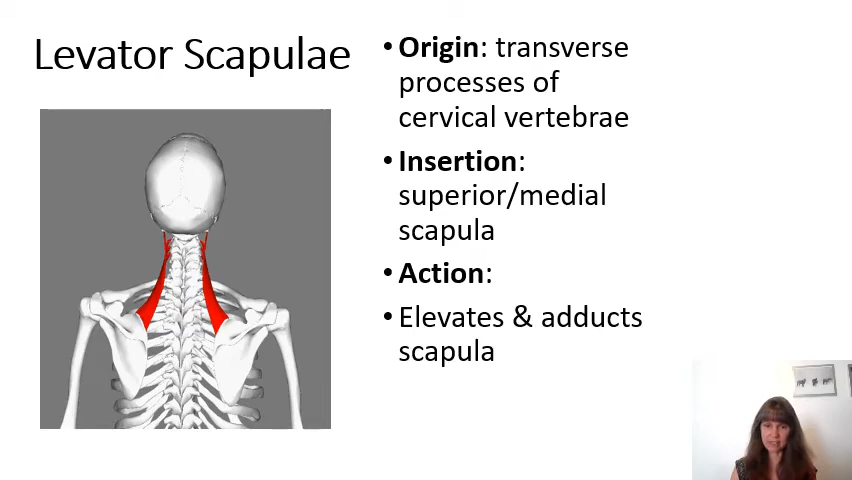 Levator Scapulae
• Origin: transverse
processes of
cervical vertebrae
• Insertion:
superior/medial
scapula
• Action:
• Elevates & adducts
scapula